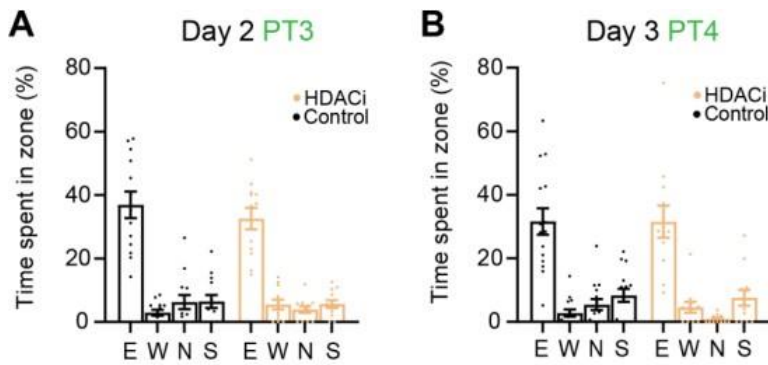 A
Day 2 PT3
Time spent in zone (%)
80
60
40
20
0
HDACi
Control
E W N S E W N S
B
Day 3 PT4
Time spent in zone (%)
80
60
40
20
0
HDACi
Control
E W N S E W N S